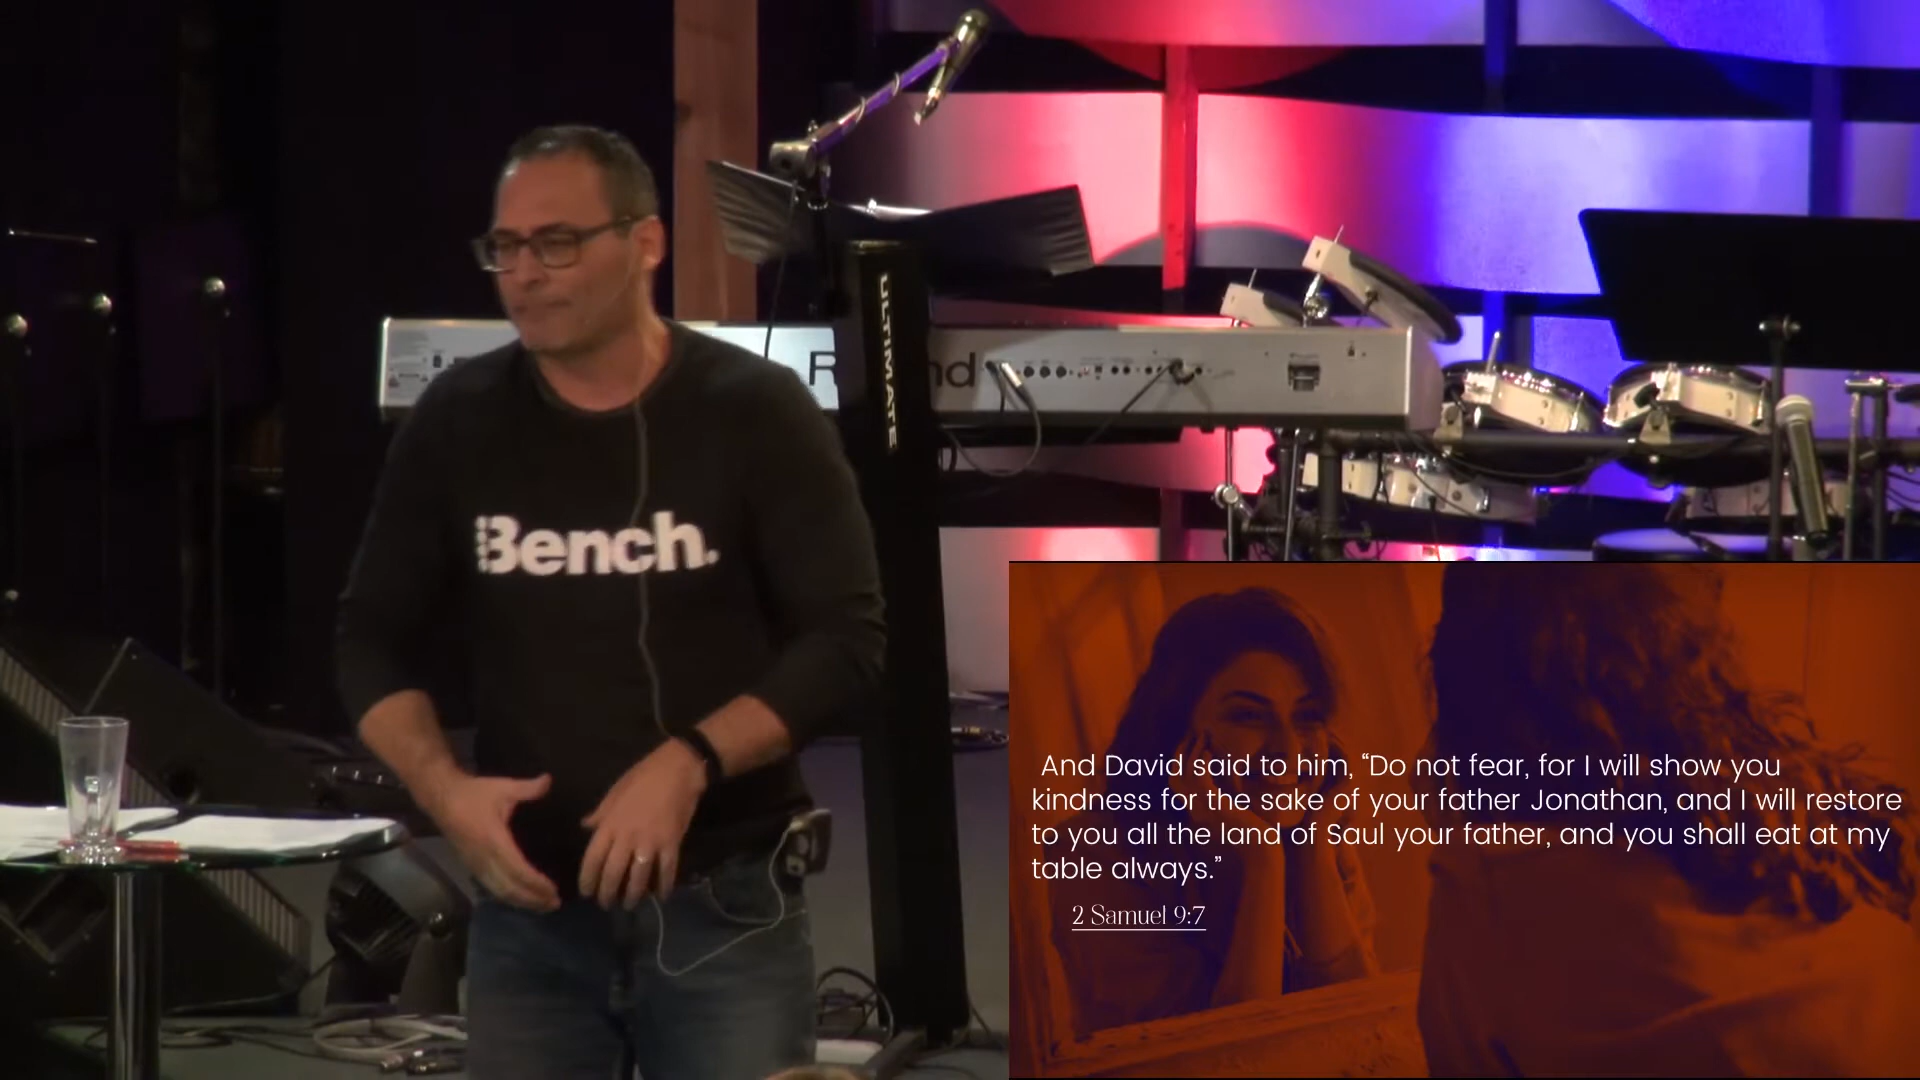 Roland
ULTIMATE
Bench.
And David said to him, “Do not fear, for I will show you
kindness for the sake of your father Jonathan, and I will restore
to you all the land of Saul your father, and you shall eat at my
table always.”
2 Samuel 9:7